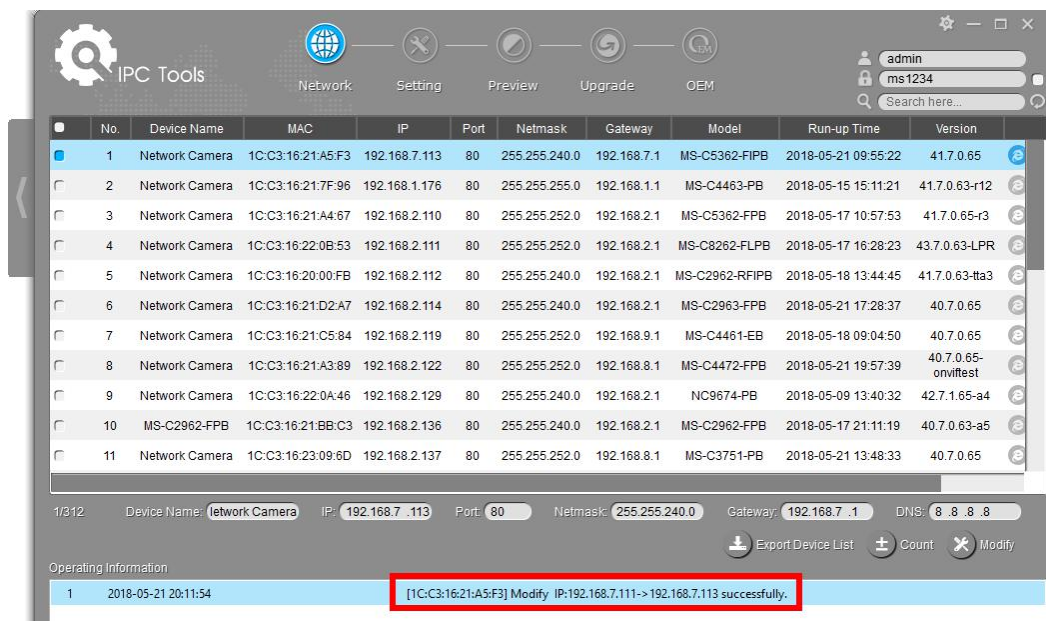 IPC Tools
Network Setting Preview Upgrade OEM
OEM
admin
ms1234
Search here...
No. Device Name MAC IP Port Netmask Gateway Model Run-up Time Version
1 Network Camera 1C:C3:16:21:A5:F3 192.168.7.113 80 255.255.240.0 192.168.7.1 MS-C5362-FIPB 2018-05-21 09:55:22 41.7.0.65
2 Network Camera 1C:C3:16:21:7F:96 192.168.1.176 80 255.255.255.0 192.168.1.1 MS-C4463-PB 2018-05-15 15:11:21 41.7.0.63-r12
3 Network Camera 1C:C3:16:21:A4:67 192.168.2.110 80 255.255.252.0 192.168.2.1 MS-C5362-FPB 2018-05-17 10:57:53 41.7.0.65-r3
4 Network Camera 1C:C3:16:22:0B:53 192.168.2.111 80 255.255.252.0 192.168.2.1 MS-C8262-FLPB 2018-05-17 16:28:23 43.7.0.63-LPR
5 Network Camera 1C:C3:16:20:00:FB 192.168.2.112 80 255.255.240.0 192.168.2.1 MS-C2962-RFIPB 2018-05-18 13:44:45 41.7.0.63-tta3
6 Network Camera 1C:C3:16:21:D2:A7 192.168.2.114 80 255.255.240.0 192.168.2.1 MS-C2963-FPB 2018-05-21 17:28:37 40.7.0.65
7 Network Camera 1C:C3:16:21:C5:84 192.168.2.119 80 255.255.252.0 192.168.9.1 MS-C4461-EB 2018-05-18 09:04:50 40.7.0.65
8 Network Camera 1C:C3:16:21:A3:89 192.168.2.122 80 255.255.252.0 192.168.8.1 MS-C4472-FPB 2018-05-21 19:57:39 40.7.0.65-
onviftest
9 Network Camera 1C:C3:16:22:0A:46 192.168.2.129 80 255.255.240.0 192.168.2.1 NC9674-PB 2018-05-09 13:40:32 42.7.1.65-a4
10 MS-C2962-FPB 1C:C3:16:21:BB:C3 192.168.2.136 80 255.255.240.0 192.168.2.1 MS-C2962-FPB 2018-05-17 21:11:19 40.7.0.63-a5
11 Network Camera 1C:C3:16:23:09:6D 192.168.2.137 80 255.255.252.0 192.168.8.1 MS-C3751-PB 2018-05-21 13:48:33 40.7.0.65
1/312 Device Name: letwork Camera IP: 192.168.7 .113 Port: 80 Netmask: 255.255.240.0 Gateway: 192.168.7 .1 DNS: 8 .8 .8 .8
Export Device List Count Modify
Operating Information
1 2018-05-21 20:11:54 [1C:C3:16:21:A5:F3] Modify IP:192.168.7.111->192.168.7.113 successfully.